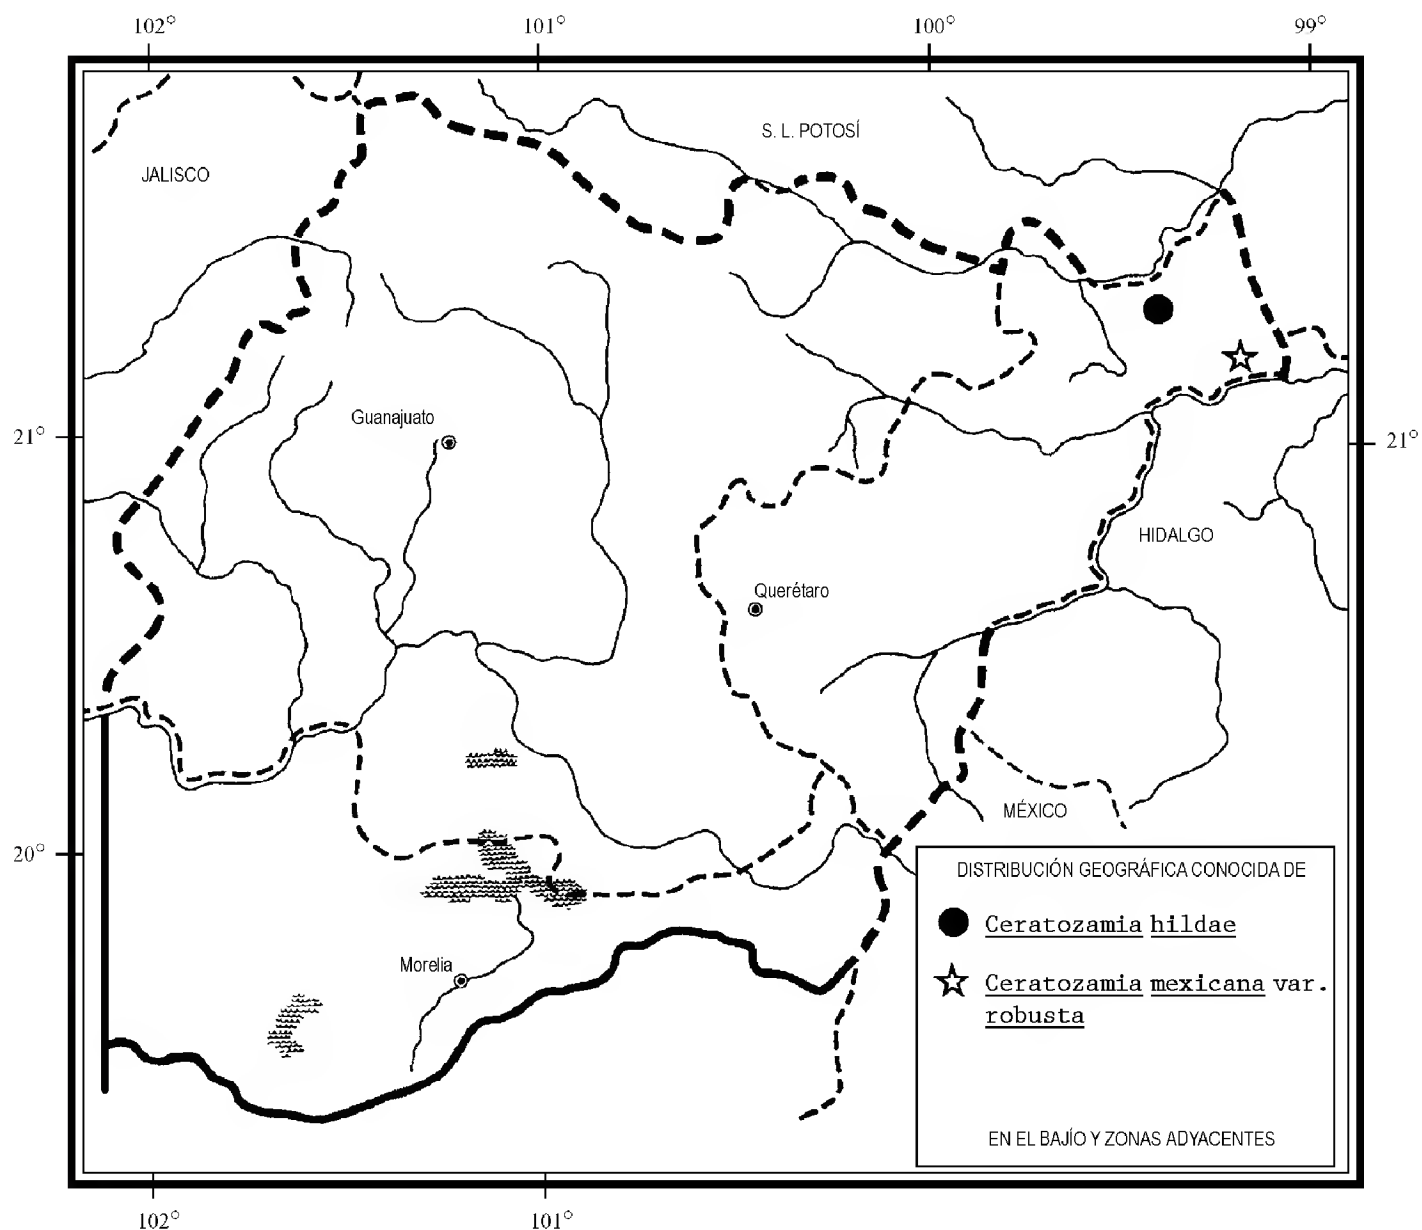 102° 101° 100° 99°
S. L. POTOSÍ
JALISCO
Guanajuato
21° 21°
HIDALGO
Querétaro
MÉXICO
20°
DISTRIBUCIÓN GEOGRÁFICA CONOCIDA DE
Ceratozamia hildae
Morelia
Ceratozamia mexicana var.
robusta
EN EL BAJÍO Y ZONAS ADYACENTES
102° 101°